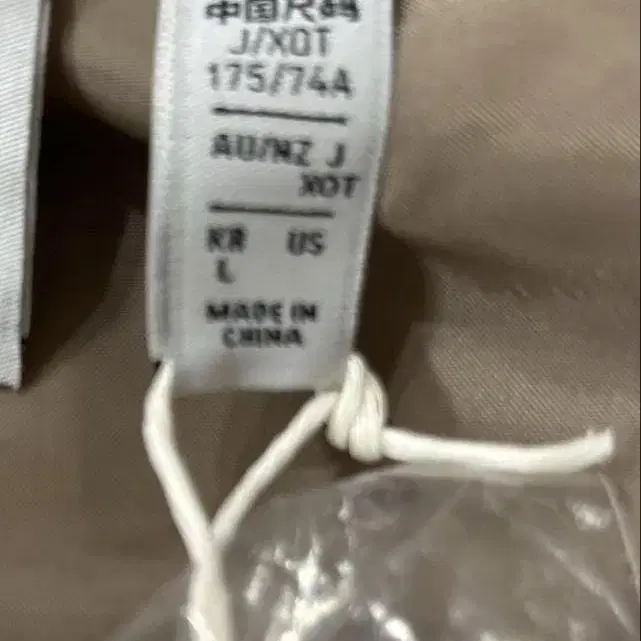 中国尺码
J/XOT
175/74A
AU/NZ J
XOT
KR US
L
MADE IN
CHINA